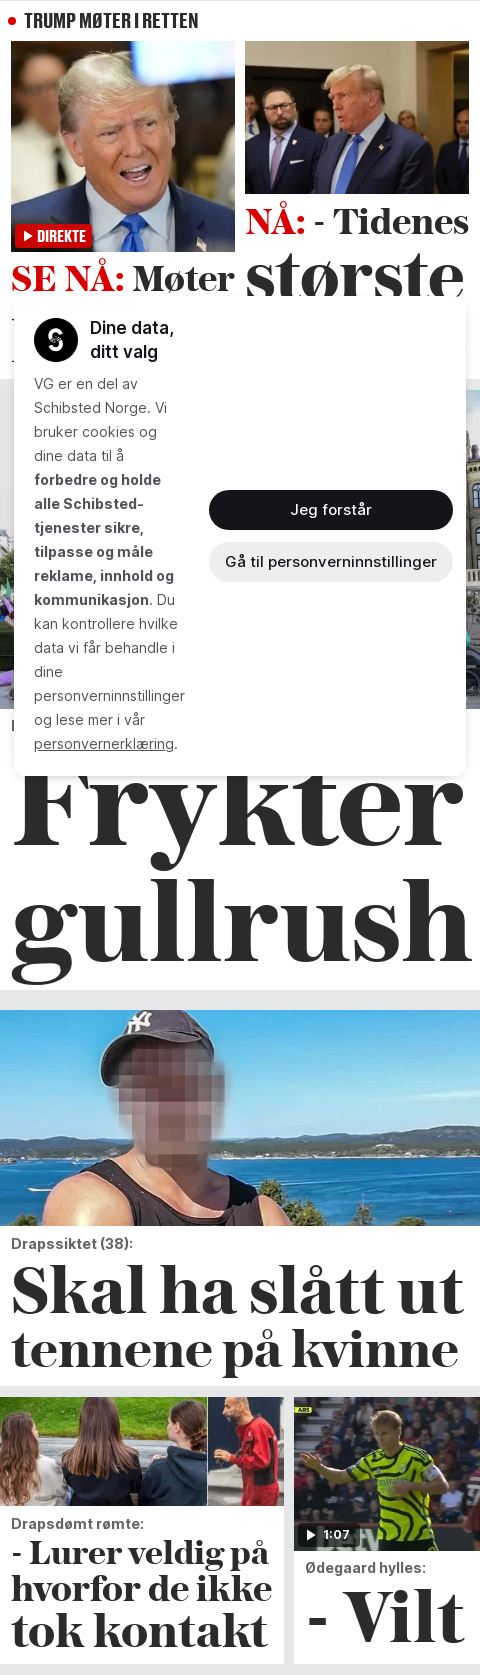 TRUMP MØTER I RETTEN
DIREKTE
SE NÅ: Møter
NÅ: - Tidenes
største
Dine data,
ditt valg
VG er en del av
Schibsted Norge. Vi
bruker cookies og
dine data til å
forbedre og holde
alle Schibsted-
tjenester sikre,
tilpasse og måle
reklame, innhold og
kommunikasjon. Du
kan kontrollere hvilke
data vi får behandle i
dine
personverninnstillinger
og lese mer i vår
personvernerklæring.
Jeg forstår
Gå til personverninnstillinger
Frykter
gullrush
Drapssiktet (38):
Skal ha slått ut
tennene på kvinne
Drapsdømt rømte:
- Lurer veldig på
hvorfor de ikke
tok kontakt
ARS
1:07
Ødegaard hylles:
- Vilt